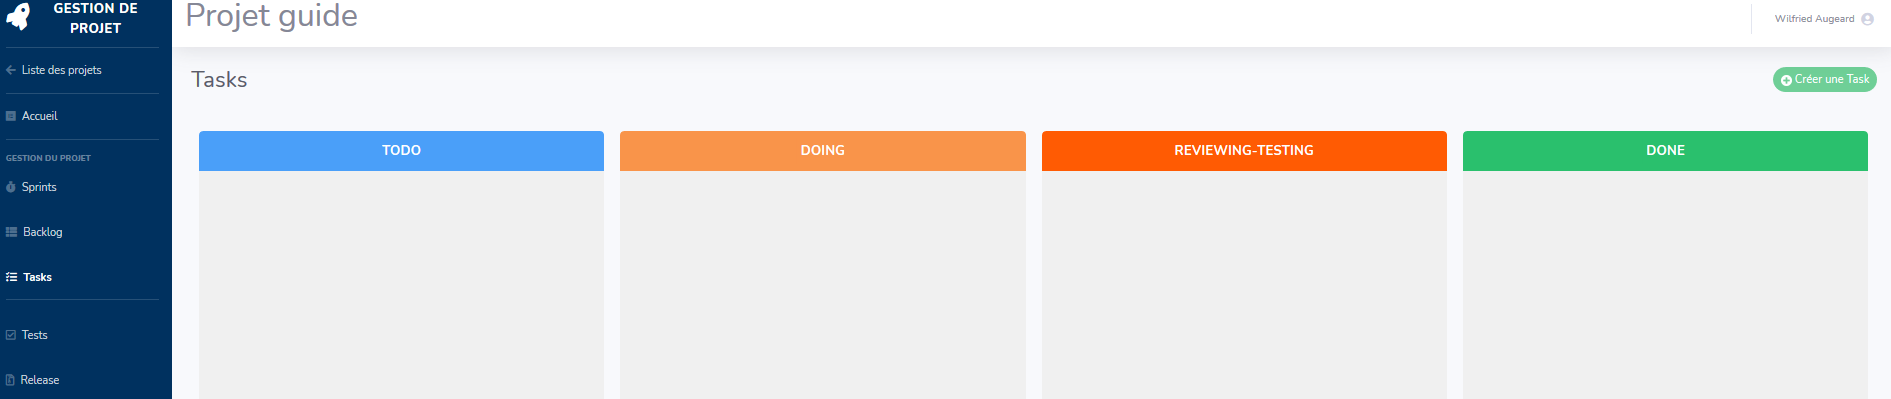 GESTION DE
PROJET
Liste des projets
Accueil
GESTION DU PROJET
Sprints
Backlog
Tasks
Tests
Release
Projet guide
Wilfried Augeard
Tasks
Créer une Task
TODO
DOING
REVIEWING-TESTING
DONE